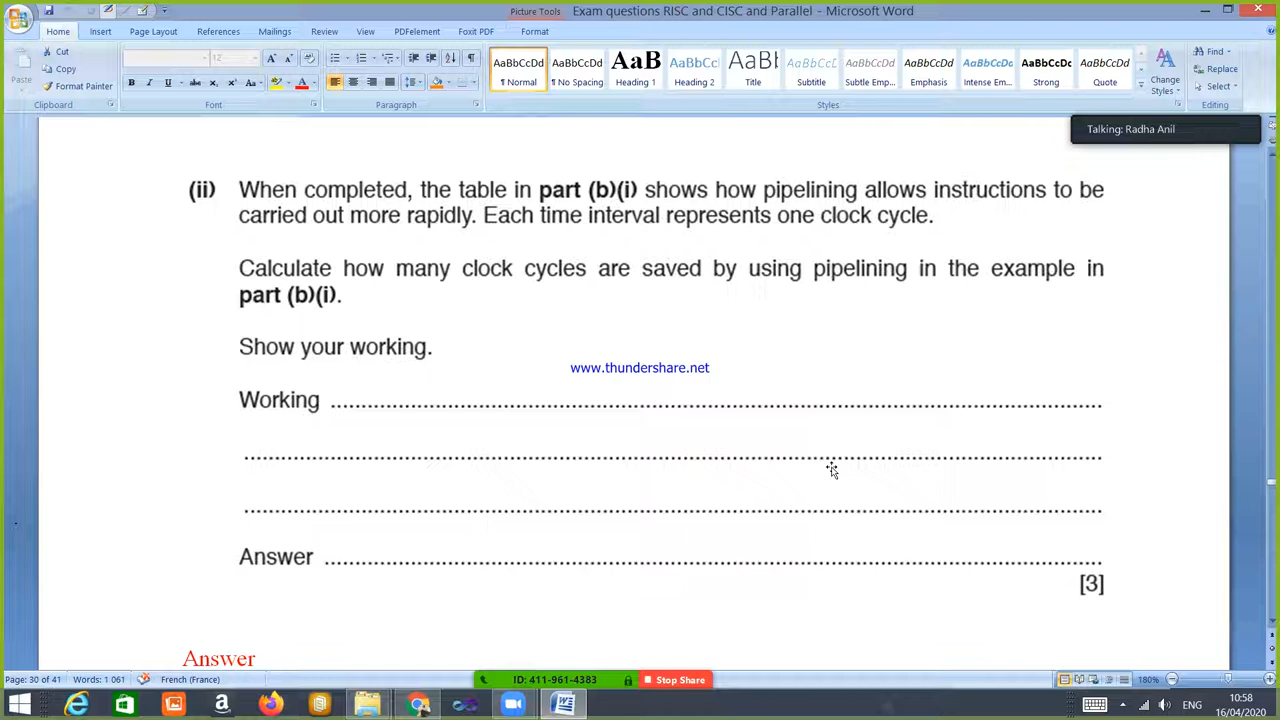 Picture Tools
Exam questions RISC and CISC and Parallel - Microsoft Word
Home Insert Page Layout References Mailings Review View PDFelement Foxit PDF Format
Paste
Cut
Copy
Format Painter
Clipboard
12
B I U abc Aa
Font
Paragraph
AaBbCcDd AaBbCcDd AaB AaBbCc AaBbCcDd AaBbCcDd AaBbCcDd AaBbCcDd AaBbCcDd AaBbCcDd
¶ Normal ¶ No Spacing Heading 1 Heading 2 Title Subtitle Subtle Emp... Emphasis Intense Em... Strong Quote
Styles
Change Styles
Find
Replace
Select
Editing
Talking: Radha Anil
(ii) When completed, the table in part (b)(i) shows how pipelining allows instructions to be
carried out more rapidly. Each time interval represents one clock cycle.
Calculate how many clock cycles are saved by using pipelining in the example in
part (b)(i).
Show your working.
www.thundershare.net
Working ..........
..........
..........
Answer ..........
[3]
Answer
Page: 30 of 41 Words: 1 061 French (France)
ID: 411-961-4383 Stop Share
180%
ENG
10:58
16/04/2020